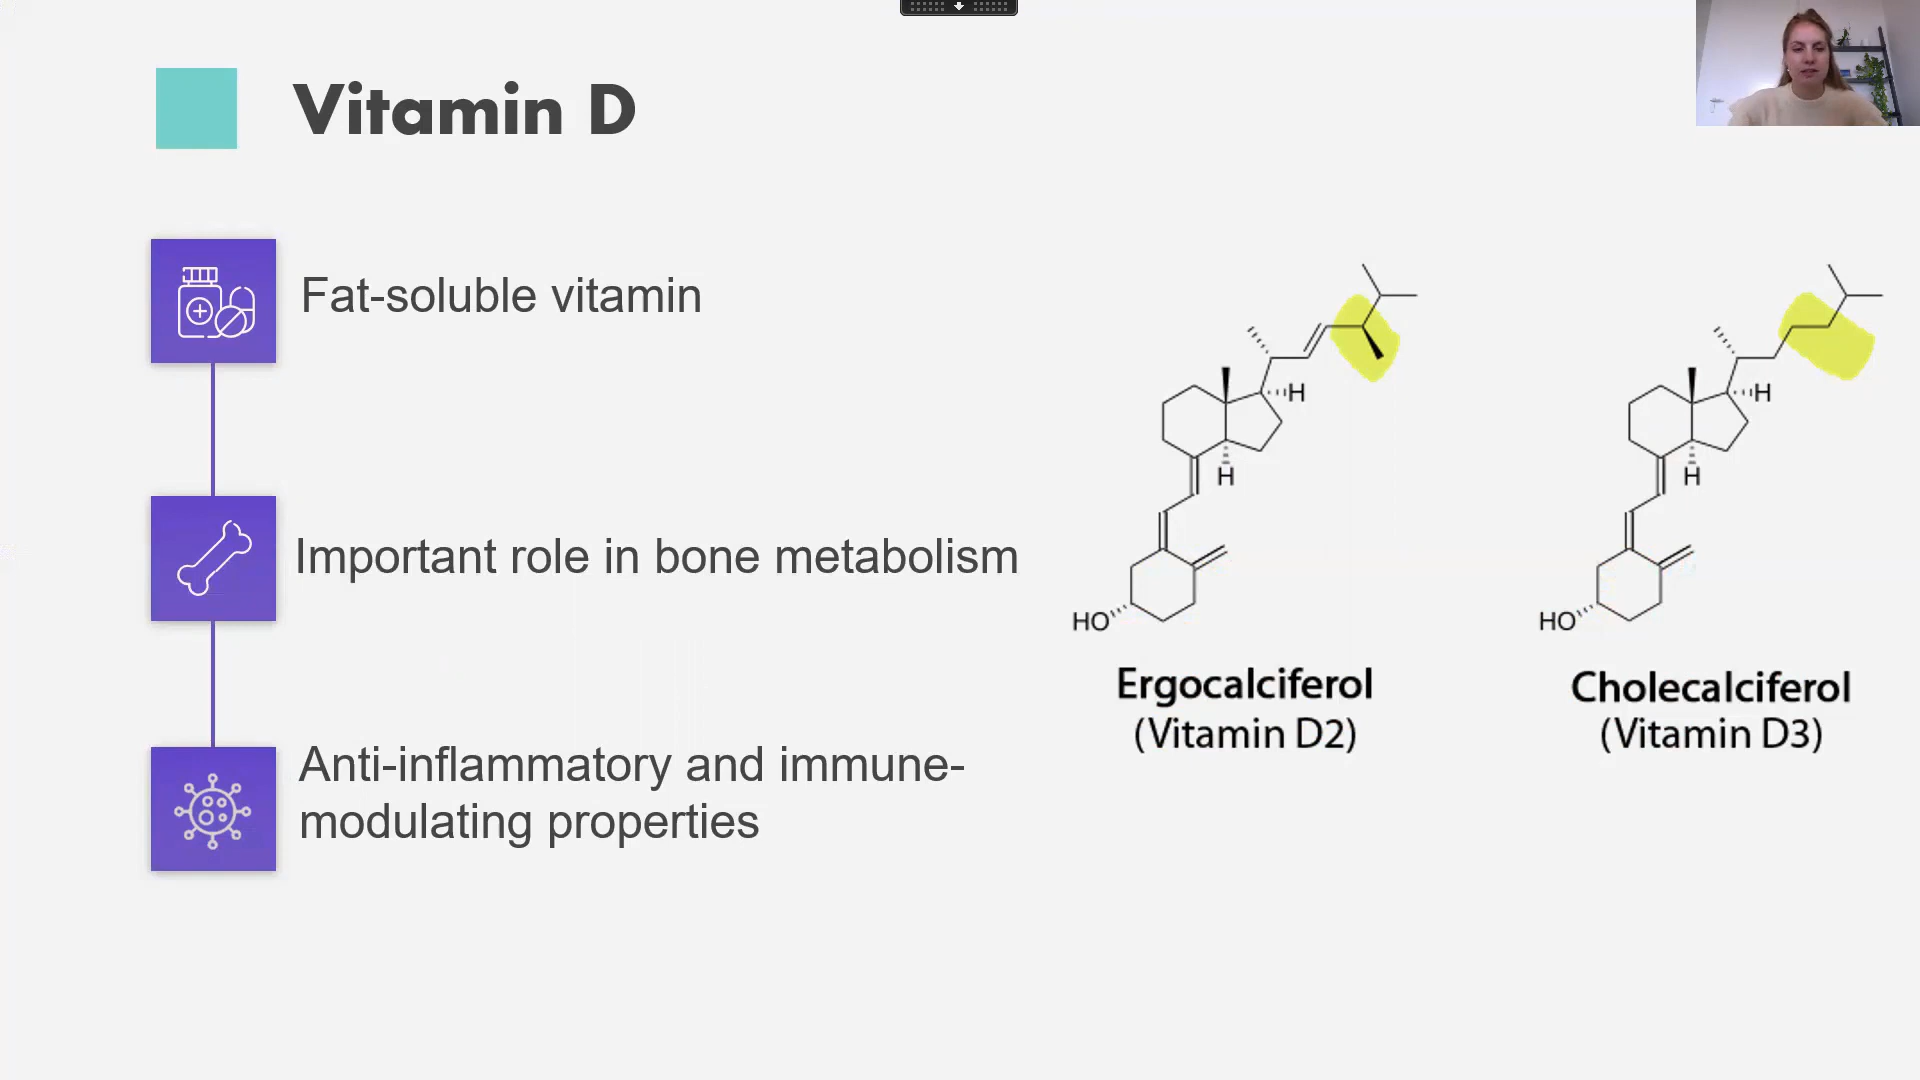 Vitamin D
Fat-soluble vitamin
Important role in bone metabolism
Anti-inflammatory and immune-
modulating properties
H
H
HO
Ergocalciferol
(Vitamin D2)
H
H
HO
Cholecalciferol
(Vitamin D3)